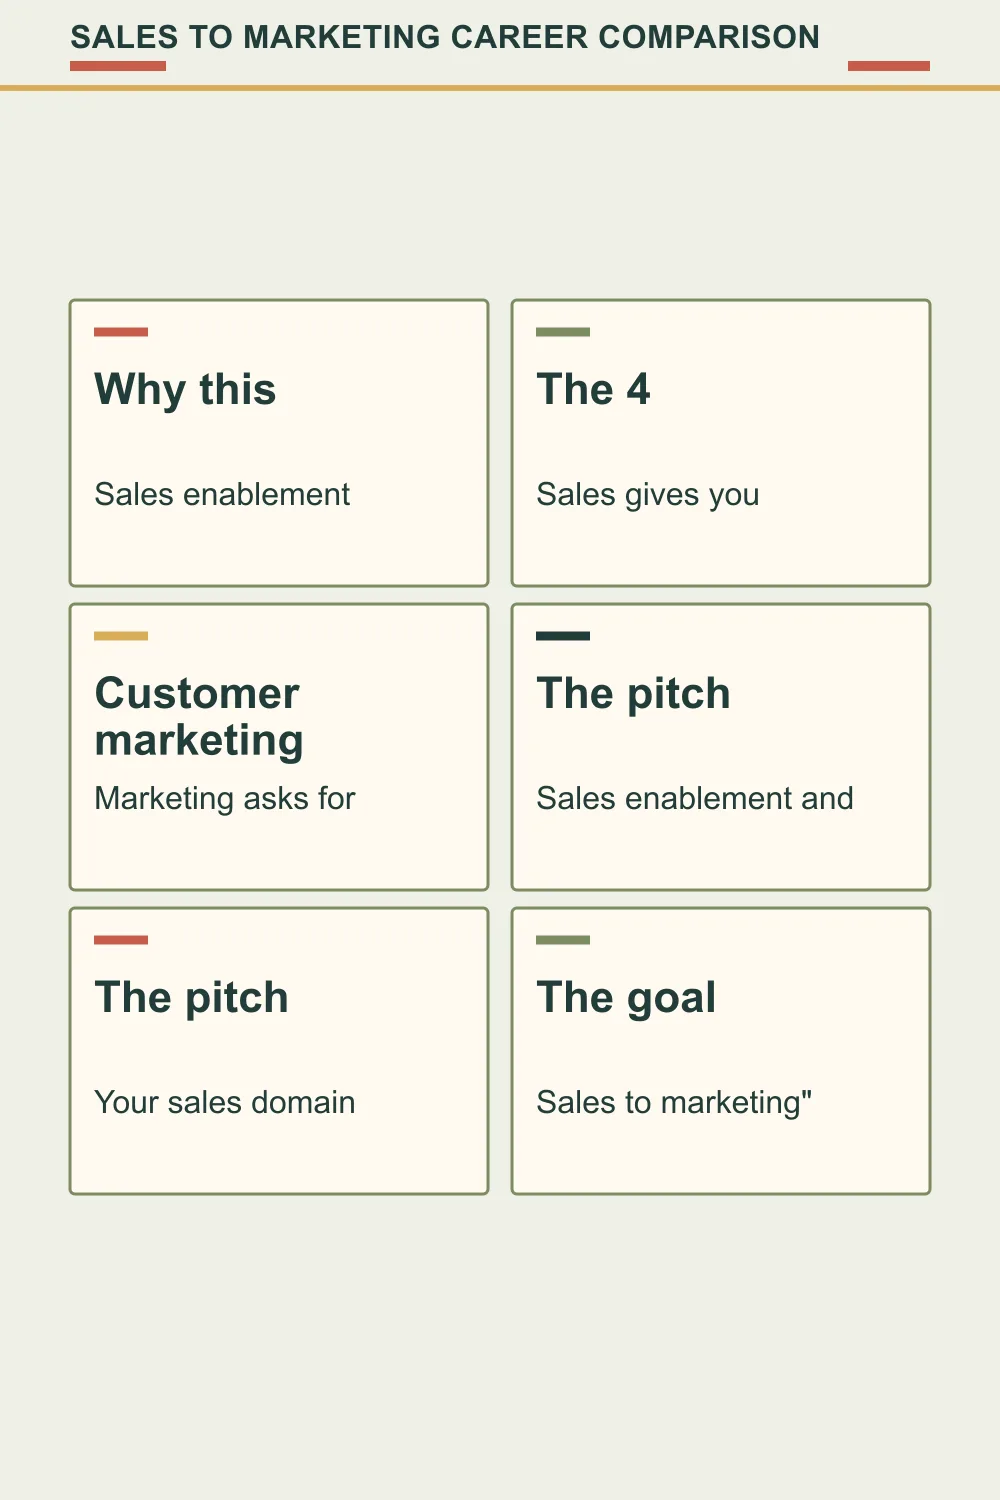 SALES TO MARKETING CAREER COMPARISON
Why this
Sales enablement
The 4
Sales gives you
Customer
marketing
Marketing asks for
The pitch
Sales enablement and
The pitch
Your sales domain
The goal
Sales to marketing"